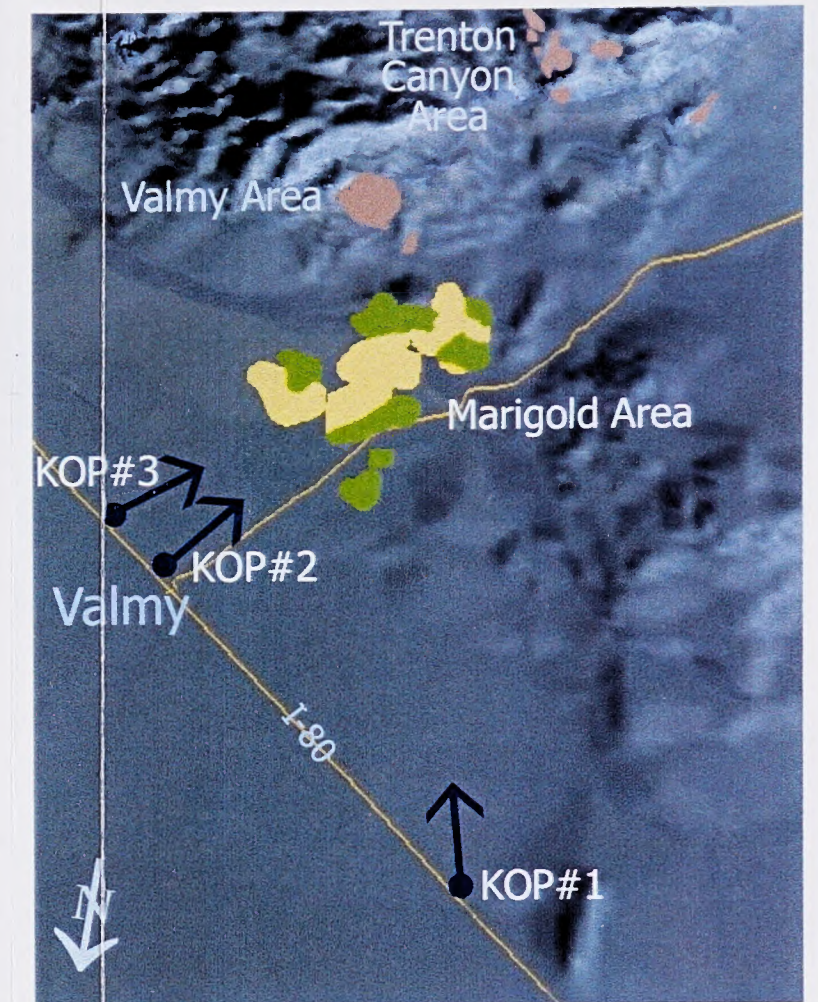 Trenton
Canyon
Area
Valmy Area
Marigold Area
KOP#3
KOP#2
Valmy
I-80
KOP#1
N